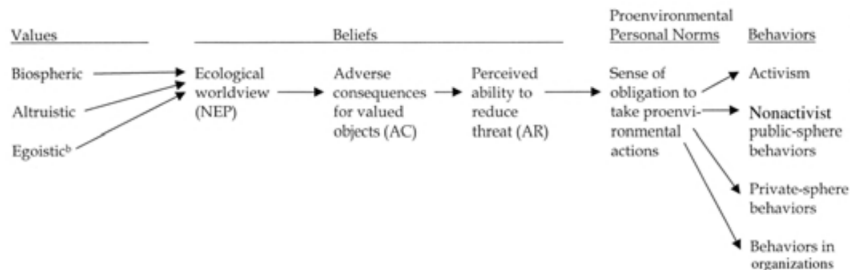 Proenvironmental
Values
Beliefs
Personal Norms
Behaviors
Biospheric
Altruistic
Egoisticᵇ
Ecological
worldview
(NEP)
Adverse
consequences
for valued
objects (AC)
Perceived
ability to
reduce
threat (AR)
Sense of
obligation to
take proenvi-
ronmental
actions
Activism
Nonactivist
public-sphere
behaviors
Private-sphere
behaviors
Behaviors in
organizations